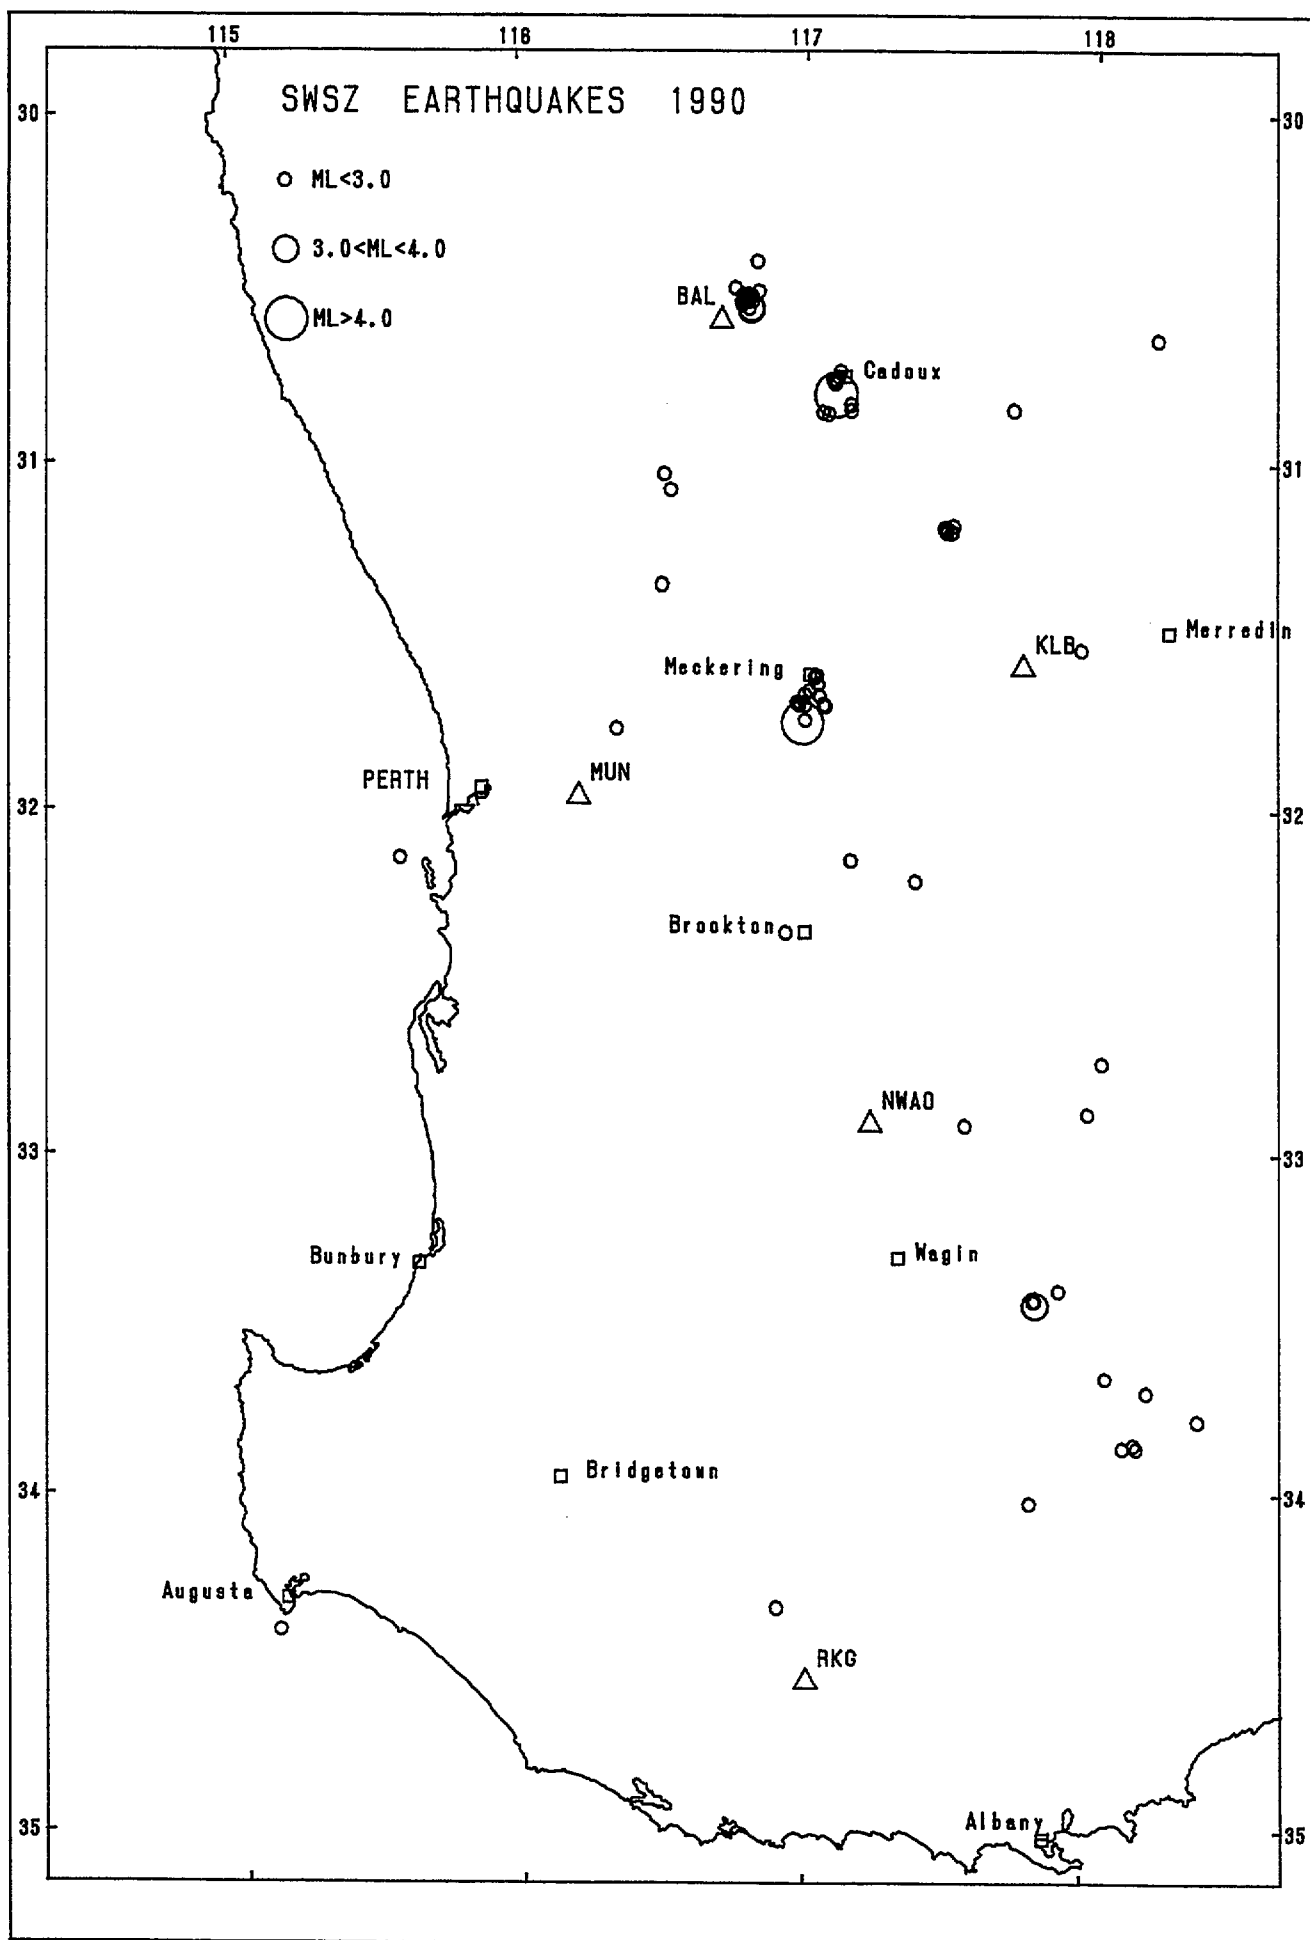 115 116 117 118
SWSZ EARTHQUAKES 1990
30 30
ML<3.0
3.0<ML<4.0
BAL
ML>4.0
Cadoux
31 31
Merredin
KLB
Meckering
MUN
PERTH
32 32
Brookton
NWAO
33 33
Wagin
Bunbury
Bridgetown
34 34
Augusta
RKG
Albany
35 35